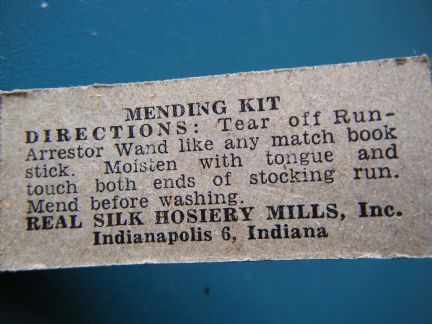 MENDING KIT
DIRECTIONS: Tear off Run-
Arrestor Wand like any match book
stick. Moisten with tongue and
touch both ends of stocking run.
Mend before washing.
REAL SILK HOSIERY MILLS, Inc.
Indianapolis 6, Indiana